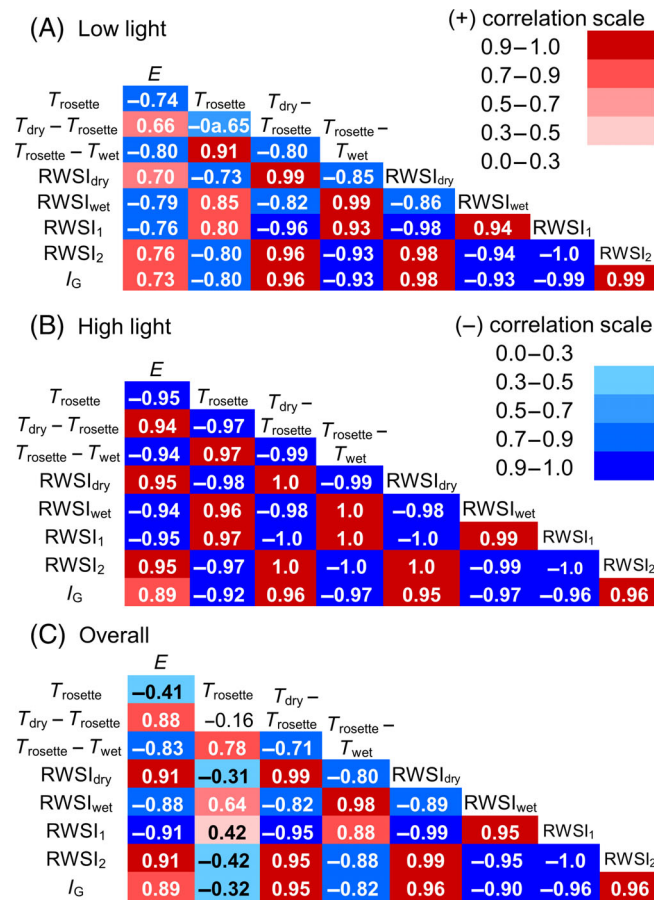 (A) Low light
(+) correlation scale
0.9–1.0
0.7–0.9
0.5–0.7
0.3–0.5
0.0–0.3
E
Trosette −0.74 Trosette Tdry – Trosette
Tdry – Trosette 0.66 −0a.65 Trosette – Twet
Trosette – Twet −0.80 0.91 −0.80
RWSIdry 0.70 −0.73 0.99 −0.85 RWSIdry
RWSIwet −0.79 0.85 −0.82 0.99 −0.86 RWSIwet
RWSI1 −0.76 0.80 −0.96 0.93 −0.98 0.94 RWSI1
RWSI2 0.76 −0.80 0.96 −0.93 0.98 −0.94 −1.0 RWSI2
IG 0.73 −0.80 0.96 −0.93 0.98 −0.93 −0.99 0.99
(B) High light
(−) correlation scale
0.0–0.3
0.3–0.5
0.5–0.7
0.7–0.9
0.9–1.0
E
Trosette −0.95 Trosette Tdry – Trosette
Tdry – Trosette 0.94 −0.97 Trosette – Twet
Trosette – Twet −0.94 0.97 −0.99
RWSIdry 0.95 −0.98 1.0 −0.99 RWSIdry
RWSIwet −0.94 0.96 −0.98 1.0 −0.98 RWSIwet
RWSI1 −0.95 0.97 −1.0 1.0 −1.0 0.99 RWSI1
RWSI2 0.95 −0.97 1.0 −1.0 1.0 −0.99 −1.0 RWSI2
IG 0.89 −0.92 0.96 −0.97 0.95 −0.97 −0.96 0.96
(C) Overall
E
Trosette −0.41 Trosette Tdry – Trosette
Tdry – Trosette 0.88 −0.16 Trosette – Twet
Trosette – Twet −0.83 0.78 −0.71
RWSIdry 0.91 −0.31 0.99 −0.80 RWSIdry
RWSIwet −0.88 0.64 −0.82 0.98 −0.89 RWSIwet
RWSI1 −0.91 0.42 −0.95 0.88 −0.99 0.95 RWSI1
RWSI2 0.91 −0.42 0.95 −0.88 0.99 −0.95 −1.0 RWSI2
IG 0.89 −0.32 0.95 −0.82 0.96 −0.90 −0.96 0.96